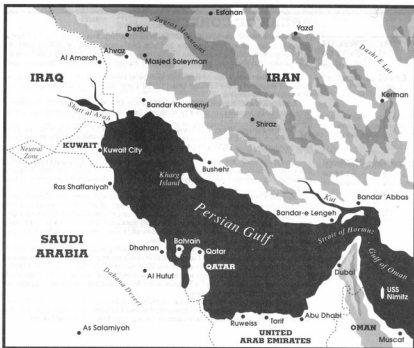 Esfahan
Dezful
Zagros Mountains
Yazd
Dasht E Lut
Ahvaz
Al Amarah
Masjed Soleyman
IRAQ
IRAN
Kerman
Bandar Khomenyi
Shatt al Arab
Shiraz
KUWAIT
Kuwait City
Neutral
Zone
Bushehr
Kharg
Island
Ras Shaffaniyah
Kul
Bandar 'Abbas
Persian Gulf
Bandar-e Lengeh
Strait of Hormuz
SAUDI
ARABIA
Dhahran
Bahrain
Qatar
QATAR
Gulf of Oman
Al Hufuf
Dubai
Dahana Desert
USS
Nimitz
Ruweiss
Tarif
Abu Dhabi
As Salamiyah
UNITED
ARAB EMIRATES
OMAN
Muscat